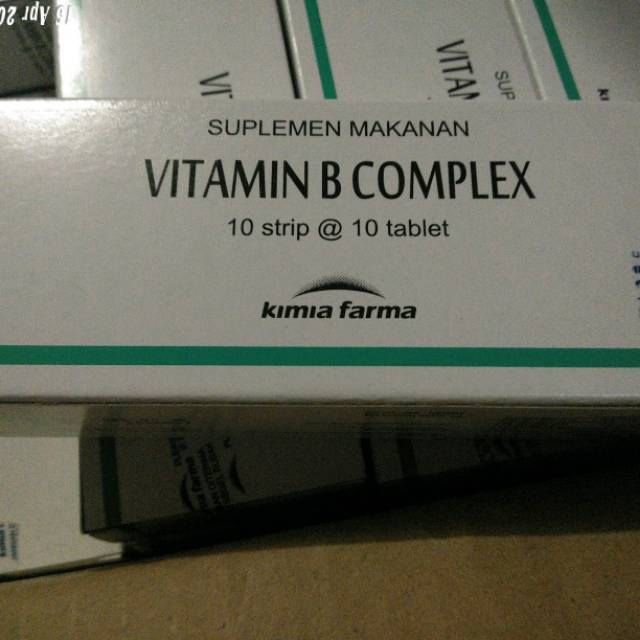 SUPLEMEN MAKANAN
VITAMIN B COMPLEX
10 strip @ 10 tablet
kimia farma